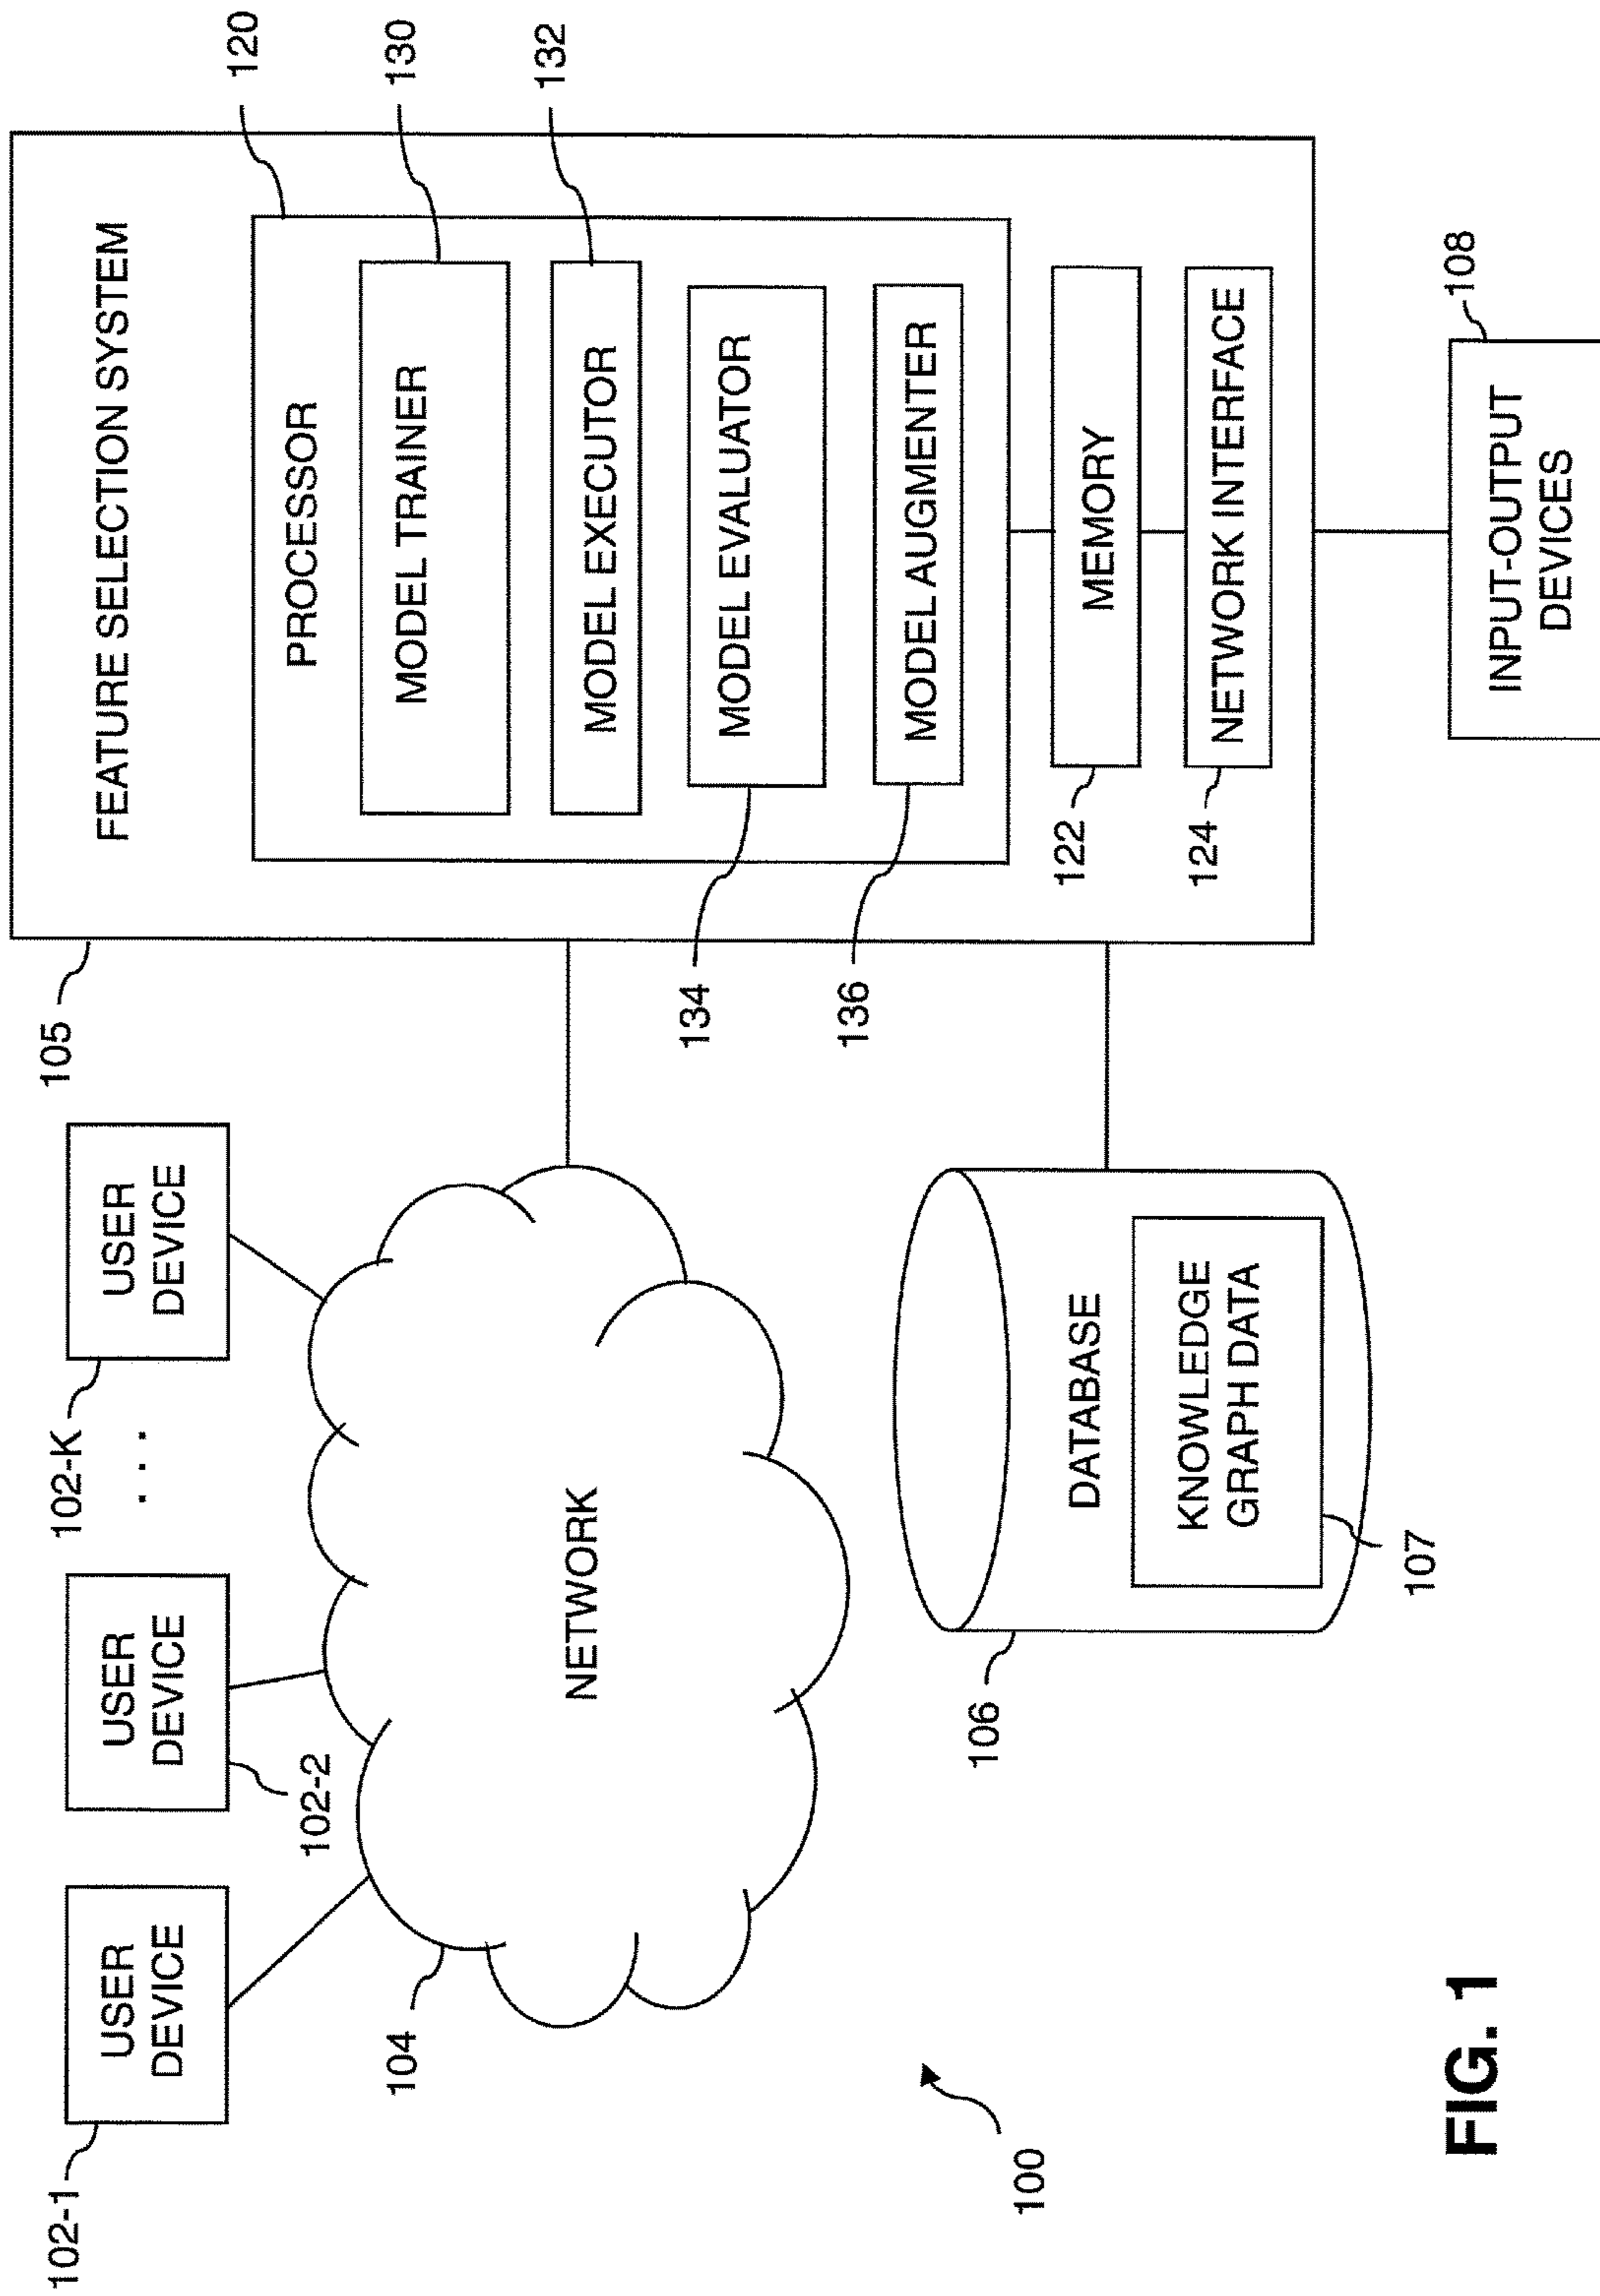 102-1
USER
DEVICE
USER
DEVICE
102-2
102-K
. . .
USER
DEVICE
104
NETWORK
105
FEATURE SELECTION SYSTEM
PROCESSOR
120
MODEL TRAINER
130
MODEL EXECUTOR
132
MODEL EVALUATOR
134
MODEL AUGMENTER
136
MEMORY
122
NETWORK INTERFACE
124
106
DATABASE
KNOWLEDGE
GRAPH DATA
107
INPUT-OUTPUT
DEVICES
108
100
FIG. 1